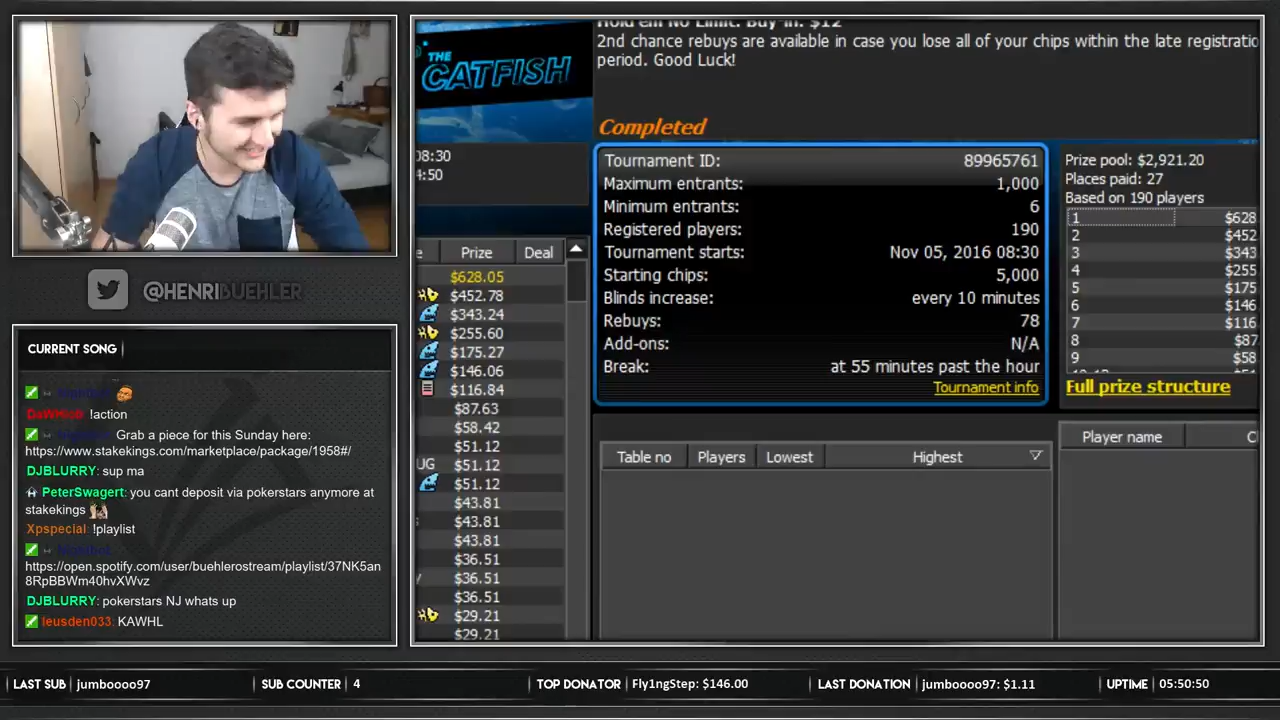 Hold'em No Limit. Buy-in: $12
2nd chance rebuys are available in case you lose all of your chips within the late registratio
period. Good Luck!
THE
CATFISH
Completed
08:30
4:50
Tournament ID: 89965761
Maximum entrants: 1,000
Minimum entrants: 6
Registered players: 190
Tournament starts: Nov 05, 2016 08:30
Starting chips: 5,000
Blinds increase: every 10 minutes
Rebuys: 78
Add-ons: N/A
Break: at 55 minutes past the hour
Tournament info
Prize pool: $2,921.20
Places paid: 27
Based on 190 players
1 $628
2 $452
3 $343
4 $255
5 $175
6 $146
7 $116
8 $87
9 $58
Full prize structure
e Prize Deal
$628.05
$452.78
$343.24
$255.60
$175.27
$146.06
$116.84
$87.63
$58.42
$51.12
UG $51.12
$51.12
$43.81
$43.81
$43.81
$36.51
$36.51
$36.51
$29.21
$29.21
Table no Players Lowest Highest
Player name C
@HENRIBUEHLER
CURRENT SONG
!action
Grab a piece for this Sunday here:
https://www.stakekings.com/marketplace/package/1958#/
DJBLURRY: sup ma
PeterSwagert: you cant deposit via pokerstars anymore at
stakekings
Xpspecial: !playlist
https://open.spotify.com/user/buehlerostream/playlist/37NK5an
8RpBBWm40hvXWvz
DJBLURRY: pokerstars NJ whats up
leusden033: KAWHL
LAST SUB jumboooo97
SUB COUNTER 4
TOP DONATOR Fly1ngStep: $146.00
LAST DONATION jumboooo97: $1.11
UPTIME 05:50:50